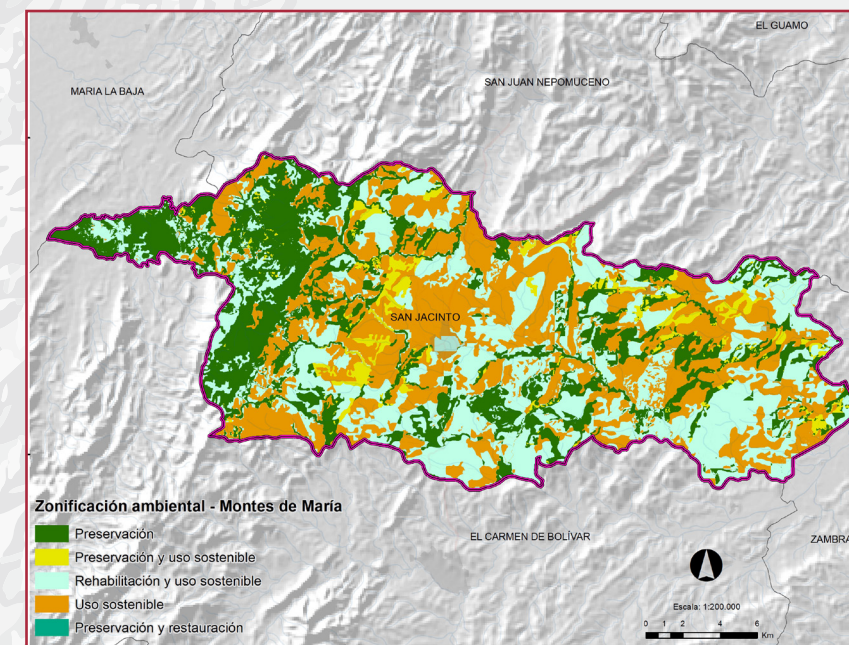 EL GUAMO
SAN JUAN NEPOMUCENO
MARIA LA BAJA
SAN JACINTO
Zonificación ambiental - Montes de María
Preservación
Preservación y uso sostenible
Rehabilitación y uso sostenible
Uso sostenible
Preservación y restauración
EL CARMEN DE BOLÍVAR
ZAMBRA
Escala: 1:200.000
0 1 2 4 6
Km